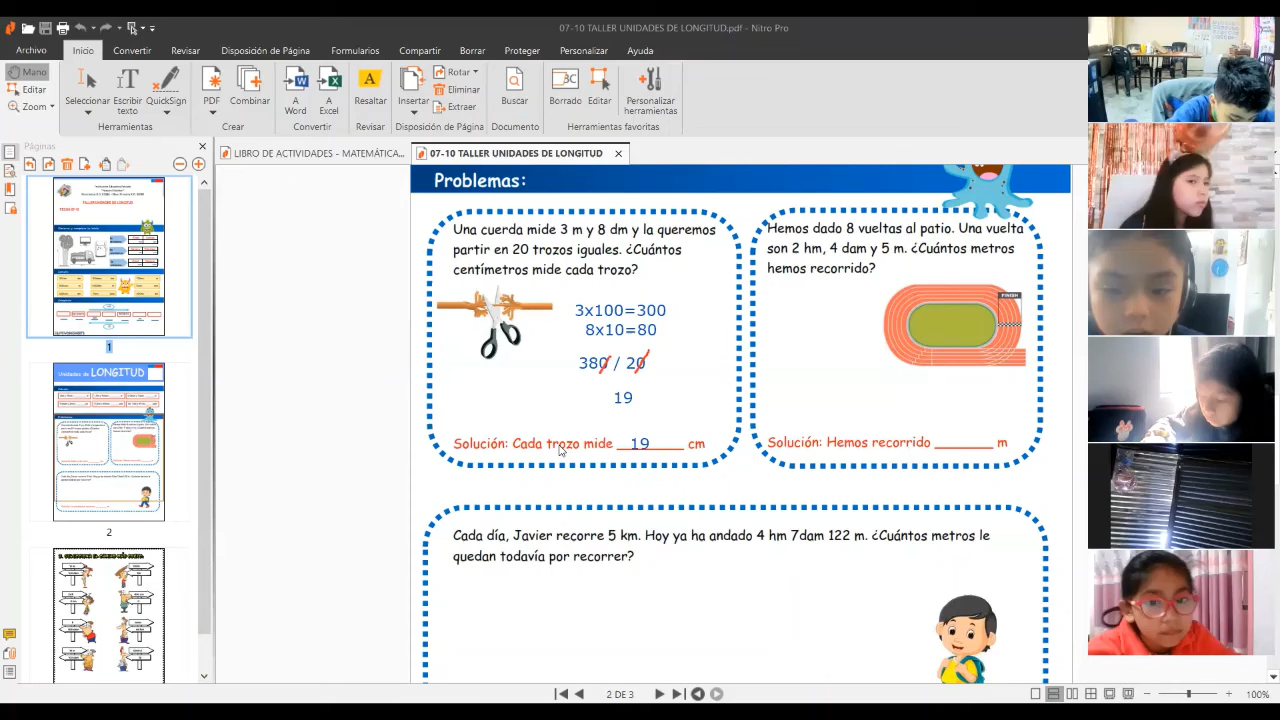 07-10 TALLER UNIDADES DE LONGITUD.pdf - Nitro Pro
Archivo Inicio Convertir Revisar Disposición de Página Formularios Compartir Borrar Proteger Personalizar Ayuda
Mano
Editar
Zoom
Seleccionar
Escribir texto
QuickSign
Herramientas
PDF
Combinar
Crear
A Word
A Excel
Convertir
Resaltar
Revisar
Insertar
Rotar
Eliminar
Extraer
Disposición de Página
Buscar
Documento
Borrado
Editar
Personalizar herramientas
Herramientas favoritas
Páginas
LIBRO DE ACTIVIDADES - MATEMÁTICA...
07-10 TALLER UNIDADES DE LONGITUD
1
Unidades de LONGITUD
2
Problemas:
Una cuerda mide 3 m y 8 dm y la queremos
partir en 20 trozos iguales. ¿Cuántos
centímetros mide cada trozo?
3x100=300
8x10=80
380 / 20
19
Solución: Cada trozo mide 19 cm
Hemos dado 8 vueltas al patio. Una vuelta
son 2 hm, 4 dam y 5 m. ¿Cuántos metros
hemos recorrido?
FINISH
Solución: Hemos recorrido ________ m
Cada día, Javier recorre 5 km. Hoy ya ha andado 4 hm 7dam 122 m. ¿Cuántos metros le
quedan todavía por recorrer?
2 DE 3
100%